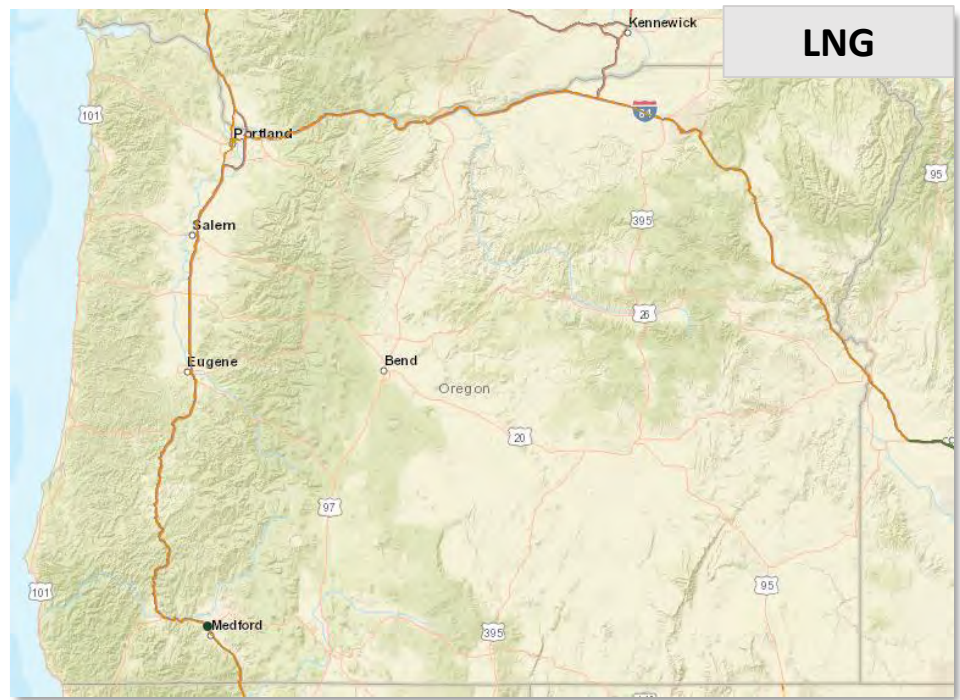 LNG
Kennewick
101
84
Portland
95
395
Salem
26
Eugene
Bend
Oregon
20
97
95
101
Medford
395